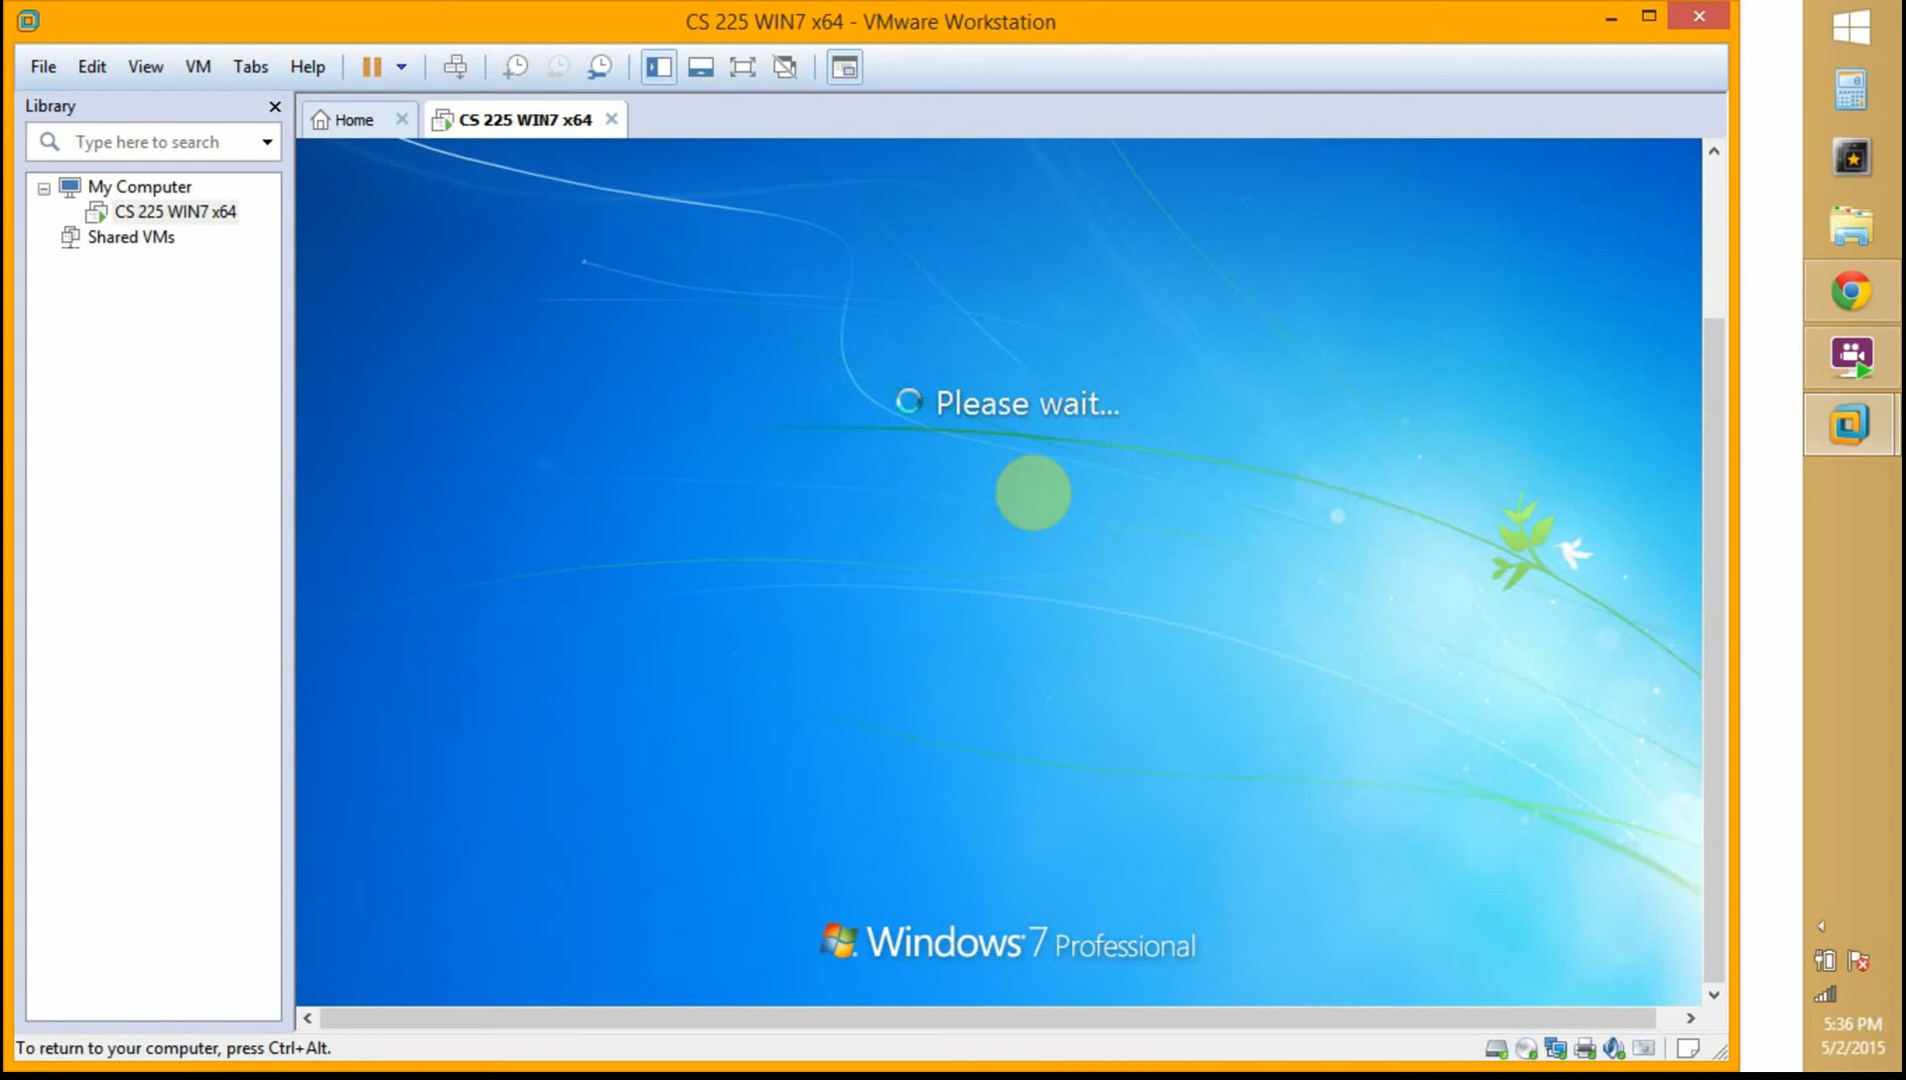 CS 225 WIN7 x64 - VMware Workstation
File Edit View VM Tabs Help
Library
Home
CS 225 WIN7 x64
Type here to search
My Computer
CS 225 WIN7 x64
Shared VMs
Please wait...
Windows 7 Professional
To return to your computer, press Ctrl+Alt.
5:36 PM
5/2/2015